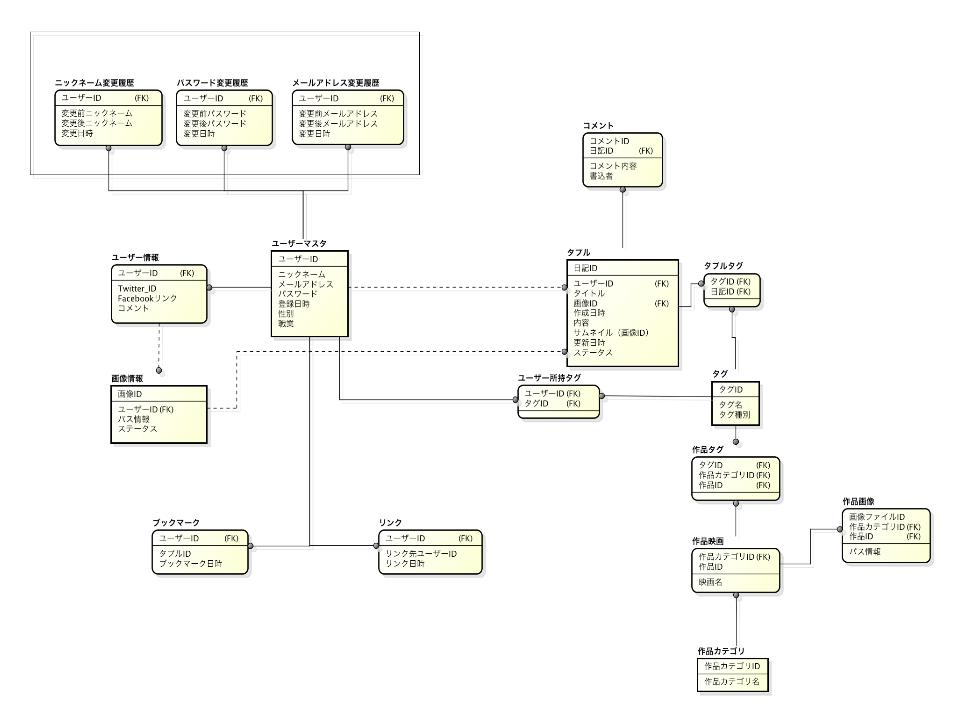 ニックネーム変更履歴
ユーザーID (FK)
変更前ニックネーム
変更後ニックネーム
変更日時
パスワード変更履歴
ユーザーID (FK)
変更前パスワード
変更後パスワード
変更日時
メールアドレス変更履歴
ユーザーID (FK)
変更前メールアドレス
変更後メールアドレス
変更日時
コメント
コメントID
日記ID (FK)
コメント内容
書込者
ユーザー情報
ユーザーID (FK)
Twitter_ID
Facebookリンク
コメント
ユーザーマスタ
ユーザーID
ニックネーム
メールアドレス
パスワード
登録日時
性別
職業
タブル
日記ID
ユーザーID (FK)
タイトル
画像ID (FK)
作成日時
内容
サムネイル（画像ID）
更新日時
ステータス
タブルタグ
タグID (FK)
日記ID (FK)
画像情報
画像ID
ユーザーID (FK)
パス情報
ステータス
ユーザー所持タグ
ユーザーID (FK)
タグID (FK)
タグ
タグID
タグ名
タグ種別
作品タグ
タグID (FK)
作品カテゴリID (FK)
作品ID (FK)
ブックマーク
ユーザーID (FK)
タブルID
ブックマーク日時
リンク
ユーザーID (FK)
リンク先ユーザーID
リンク日時
作品画像
画像ファイルID
作品カテゴリID (FK)
作品ID (FK)
パス情報
作品映画
作品カテゴリID (FK)
作品ID
映画名
作品カテゴリ
作品カテゴリID
作品カテゴリ名